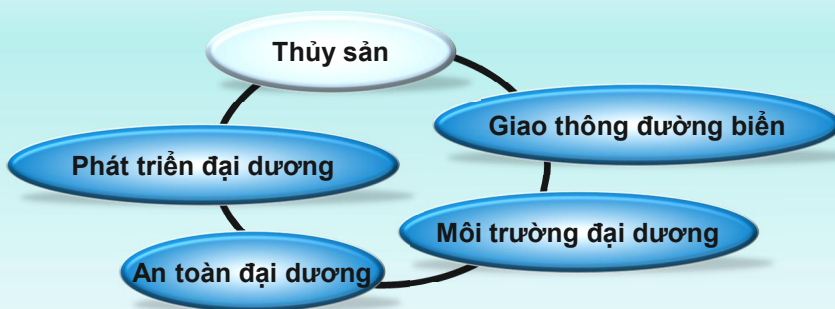 Thủy sản
Giao thông đường biển
Phát triển đại dương
Môi trường đại dương
An toàn đại dương